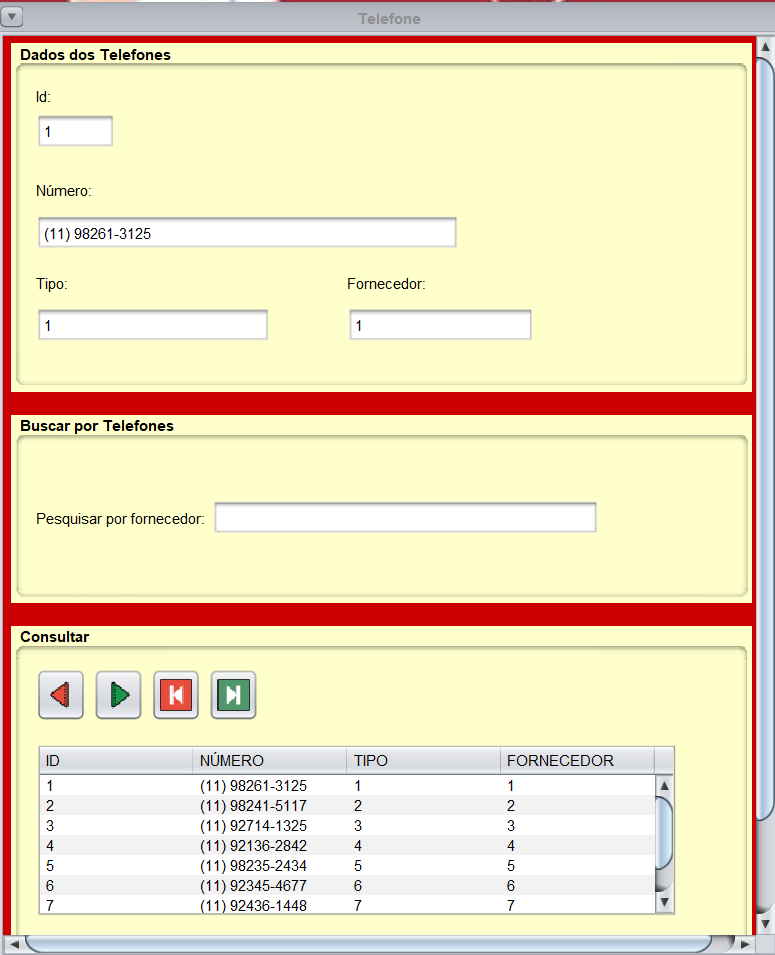 Telefone
Dados dos Telefones
Id:
1
Número:
(11) 98261-3125
Tipo: Fornecedor:
1 1
Buscar por Telefones
Pesquisar por fornecedor:
Consultar
ID NÚMERO TIPO FORNECEDOR
1 (11) 98261-3125 1 1
2 (11) 98241-5117 2 2
3 (11) 92714-1325 3 3
4 (11) 92136-2842 4 4
5 (11) 98235-2434 5 5
6 (11) 92345-4677 6 6
7 (11) 92436-1448 7 7